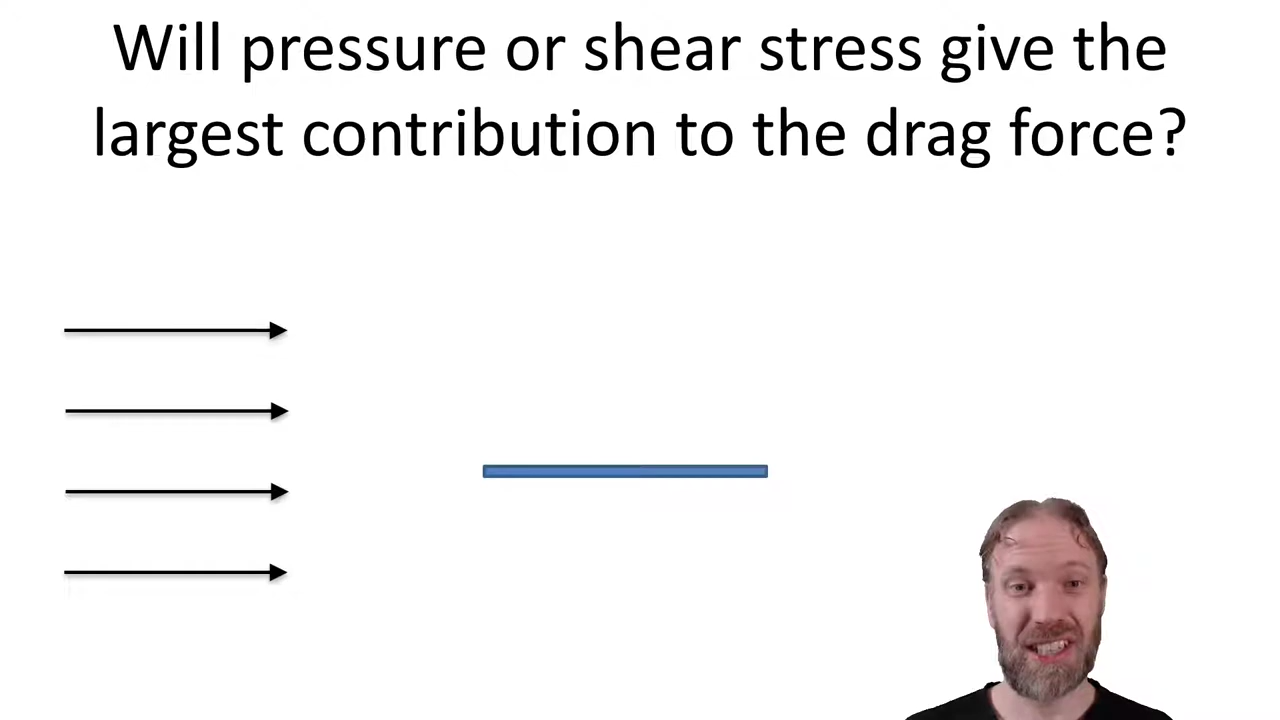 Will pressure or shear stress give the
largest contribution to the drag force?